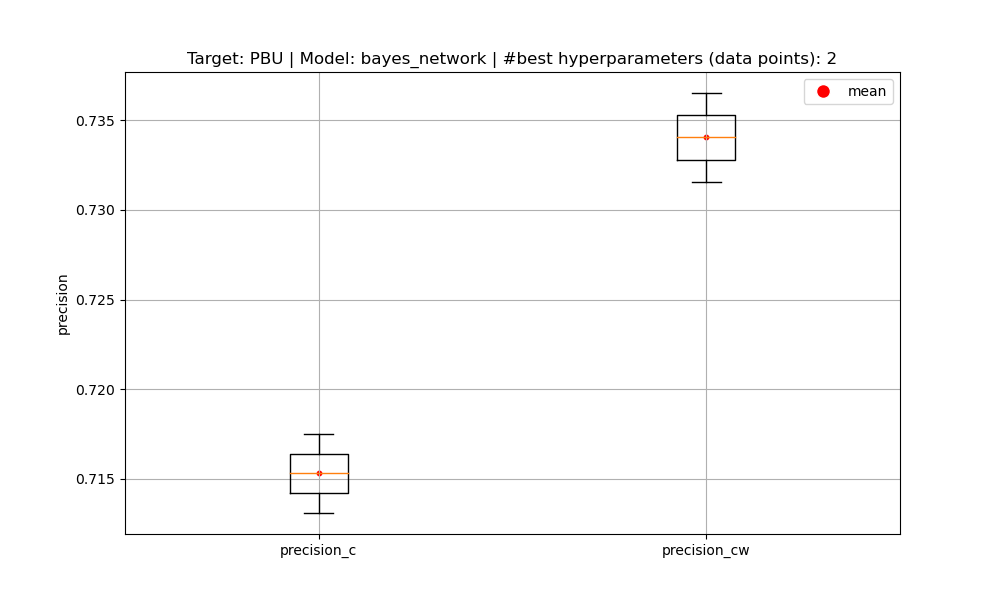 Target: PBU | Model: bayes_network | #best hyperparameters (data points): 2
mean
0.735
0.730
0.725
0.720
0.715
precision
precision_c
precision_cw